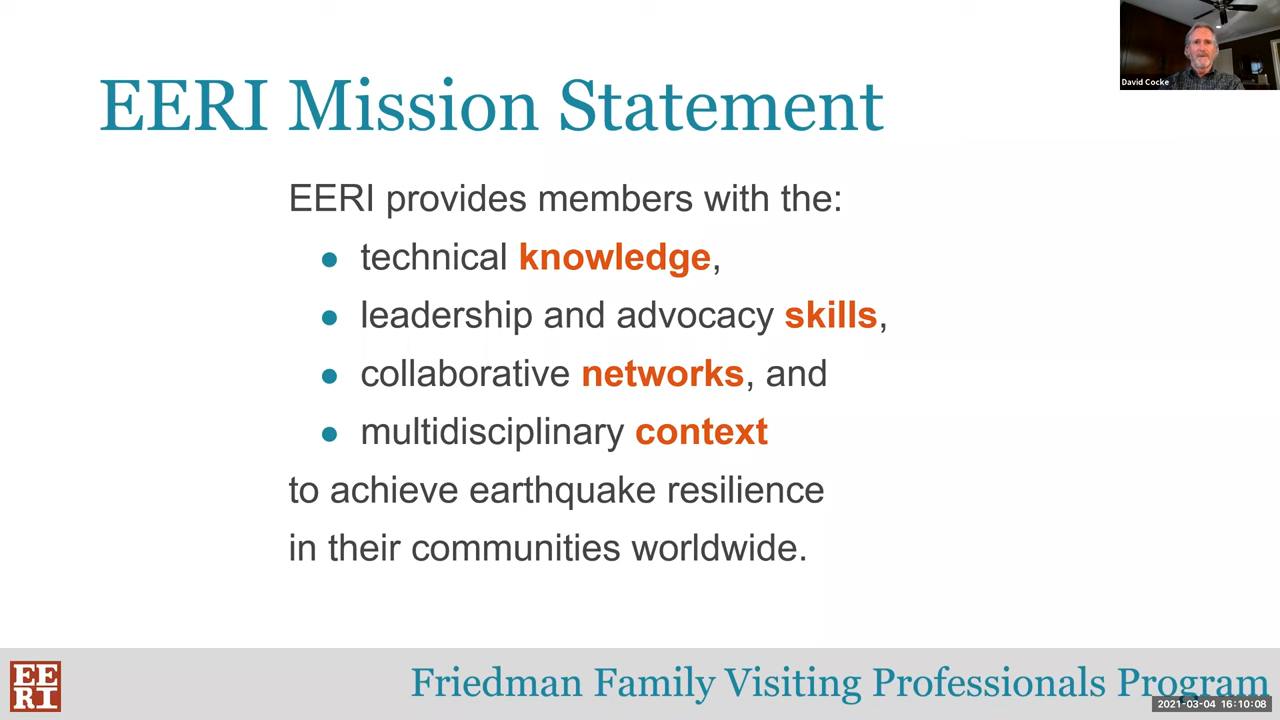 David Cocke
EERI Mission Statement
EERI provides members with the:
● technical knowledge,
● leadership and advocacy skills,
● collaborative networks, and
● multidisciplinary context
to achieve earthquake resilience
in their communities worldwide.
EE
RI
Friedman Family Visiting Professionals Program
2021-03-04 16:10:08